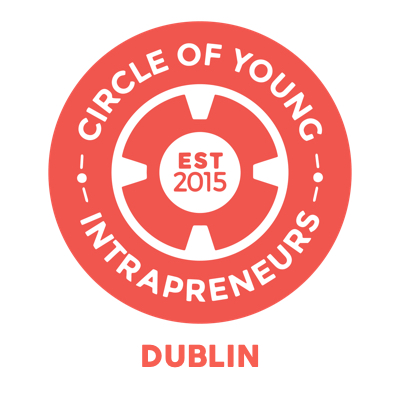 CIRCLE OF YOUNG
EST
2015
INTRAPRENEURS
DUBLIN